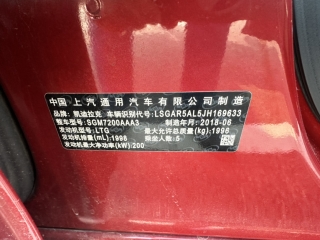 中国 上汽通用汽车有限公司制造
品牌: 凯迪拉克 车辆识别代号: LSGAR5AL5JH169633
整车型号: SGM7200AAA3 制造年月: 2018-06
发动机型号: LTG 最大允许总质量(kg): 1996
发动机排量(mL): 1998 乘坐人数: 5
发动机最大净功率(kW): 200